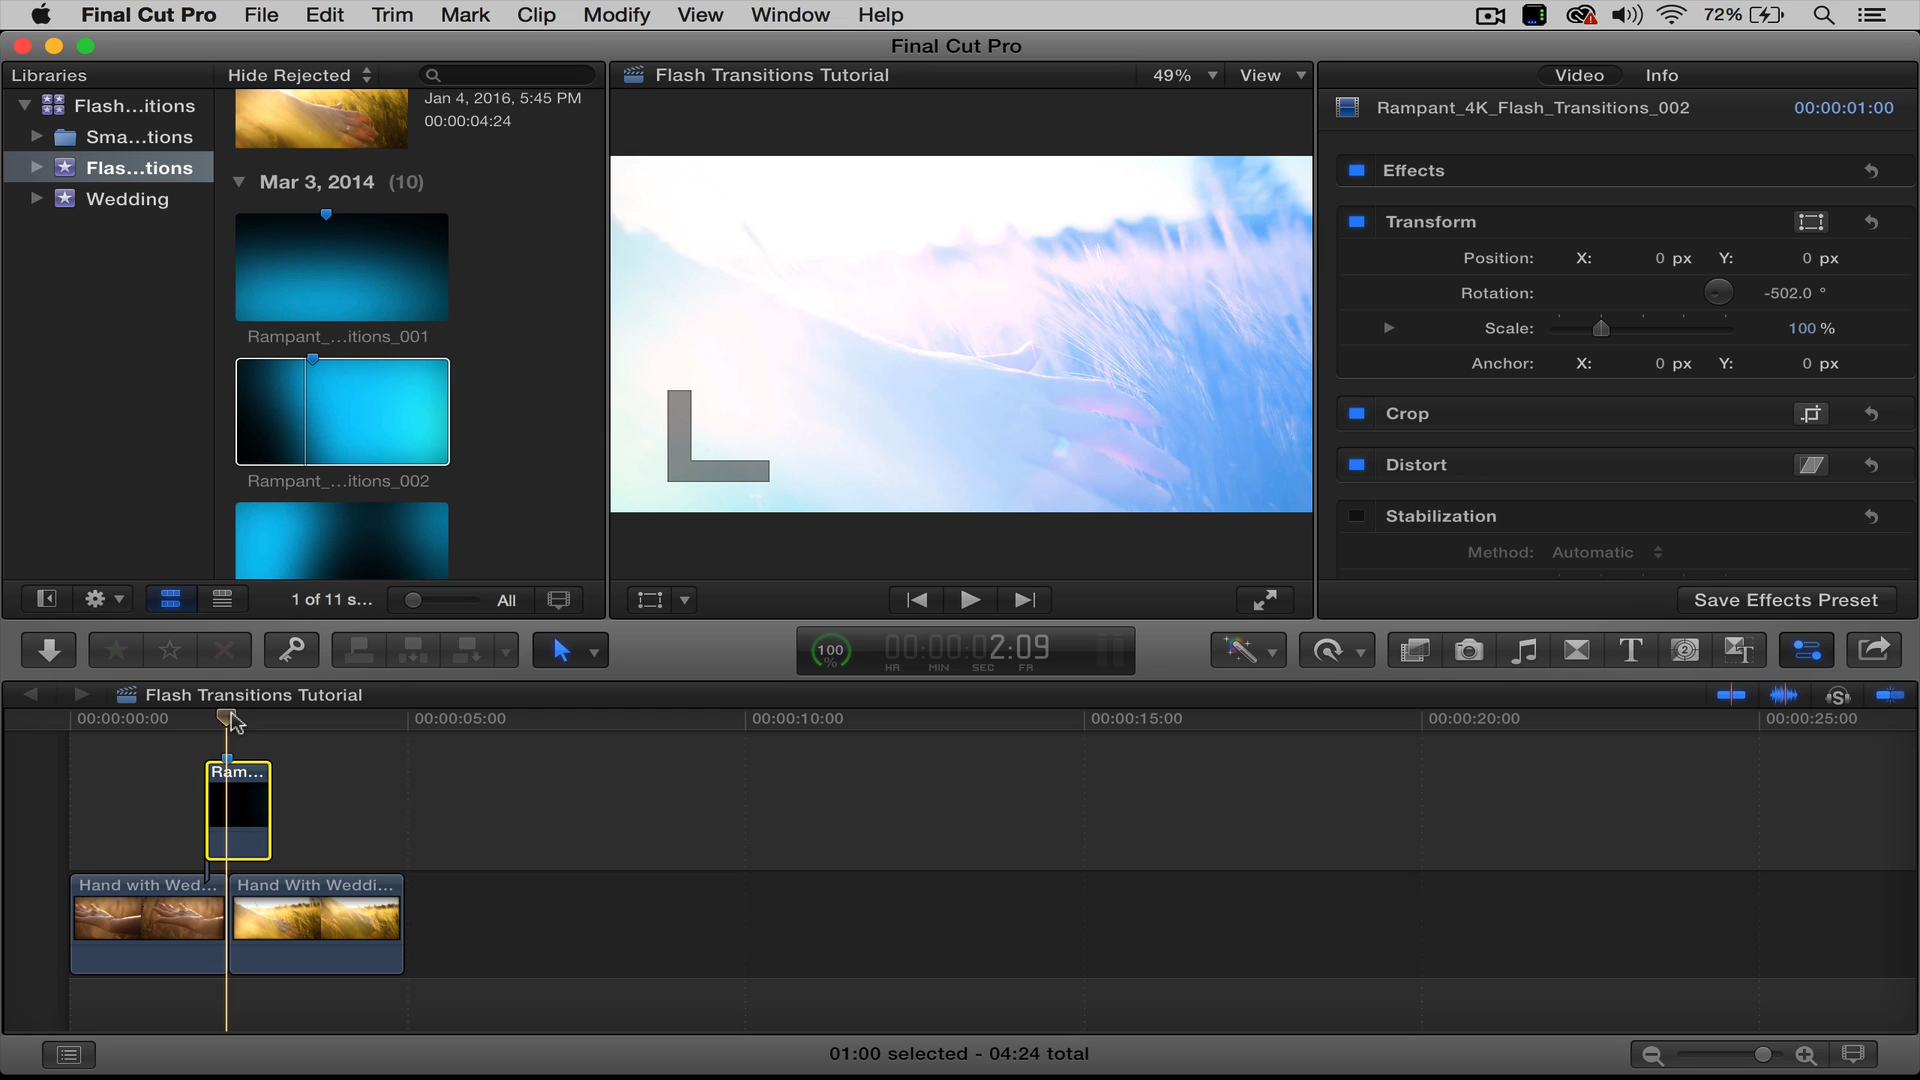 Final Cut Pro File Edit Trim Mark Clip Modify View Window Help 72%
Final Cut Pro
Libraries
Hide Rejected
Flash...itions
Sma...tions
Flas...tions
Wedding
Jan 4, 2016, 5:45 PM
00:00:04:24
Mar 3, 2014 (10)
Rampant_...itions_001
Rampant_...itions_002
1 of 11 s...
All
Flash Transitions Tutorial
49%
View
Video
Info
Rampant_4K_Flash_Transitions_002 00:00:01:00
Effects
Transform
Position: X: 0 px Y: 0 px
Rotation: -502.0 °
Scale: 100 %
Anchor: X: 0 px Y: 0 px
Crop
Distort
Stabilization
Method: Automatic
Save Effects Preset
100 %
00:00:02:09
HR MIN SEC FR
Flash Transitions Tutorial
00:00:00:00 00:00:05:00 00:00:10:00 00:00:15:00 00:00:20:00 00:00:25:00
Ram...
Hand with Wed...
Hand With Weddi...
01:00 selected - 04:24 total